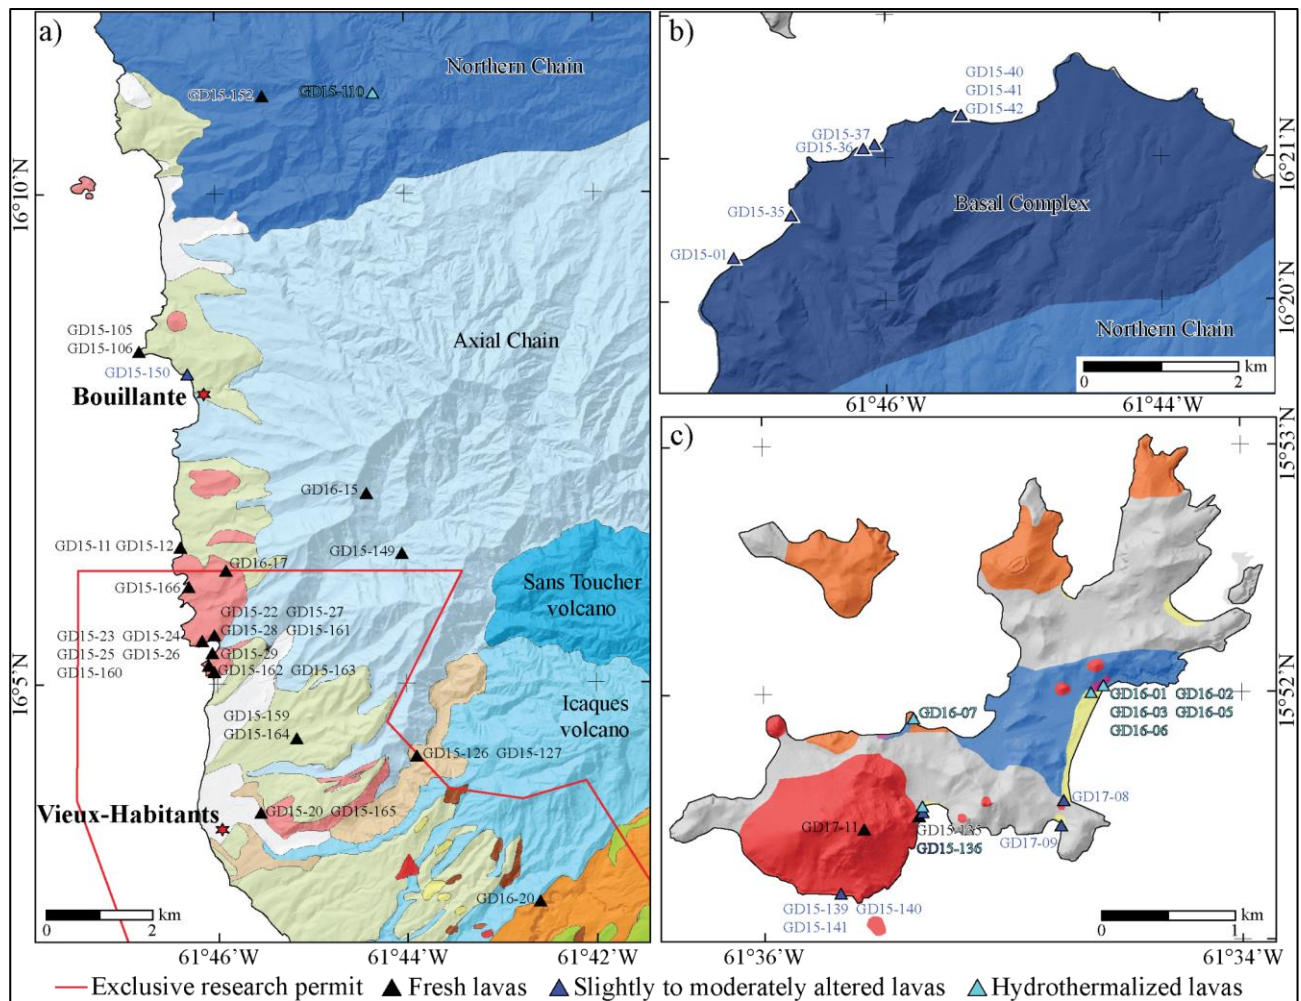 a)
Northern Chain
GD15-152
GD15-110
16°10'N
Axial Chain
GD15-105
GD15-106
GD15-150
Bouillante
GD16-15
GD15-149
GD15-11 GD15-12
GD16-17
GD15-166
Sans Toucher
volcano
GD15-22 GD15-27
GD15-23 GD15-24
GD15-28 GD15-161
GD15-25 GD15-26
GD15-29
GD15-160
GD15-162 GD15-163
16°5'N
Icaques
volcano
GD15-159
GD15-164
GD15-126 GD15-127
Vieux-Habitants
GD15-20 GD15-165
GD16-20
0 2 km
61°46'W 61°44'W 61°42'W
b)
GD15-40
GD15-41
GD15-42
GD15-37
GD15-36
16°21'N
Basal Complex
GD15-35
GD15-01
16°20'N
Northern Chain
0 2 km
61°46'W 61°44'W
c)
15°53'N
15°52'N
GD16-01 GD16-02
GD16-03 GD16-05
GD16-06
GD16-07
GD17-08
GD17-11
GD15-135
GD15-136
GD17-09
GD15-139 GD15-140
GD15-141
0 1 km
61°36'W 61°34'W
Exclusive research permit Fresh lavas Slightly to moderately altered lavas Hydrothermalized lavas